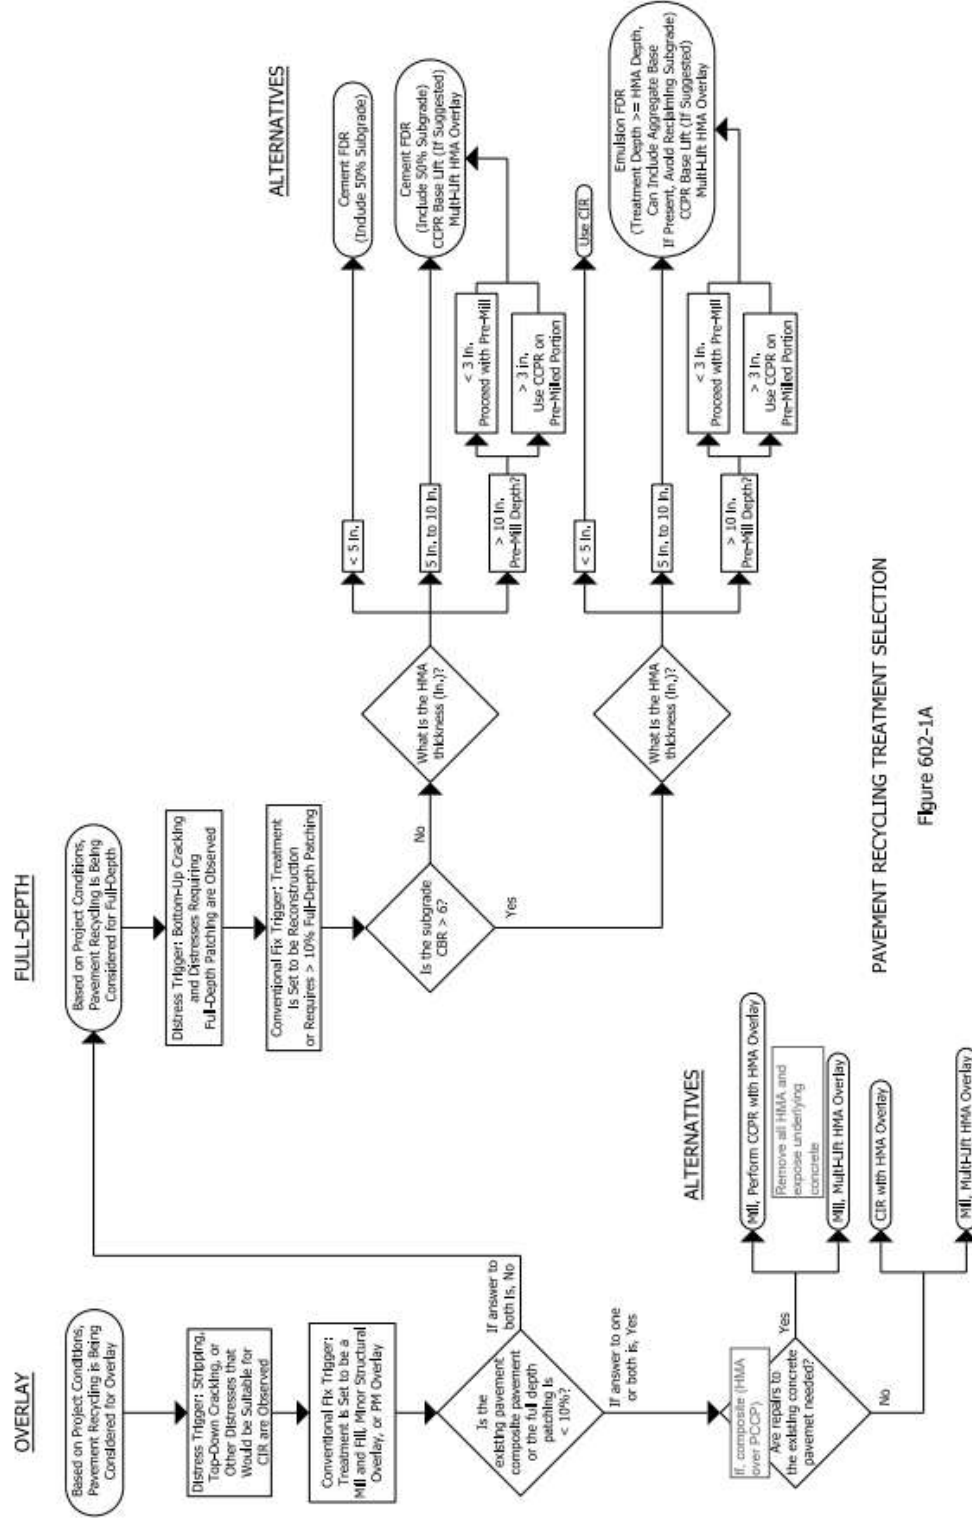 OVERLAY
Based on Project Conditions,
Pavement Recycling is Being
Considered for Overlay
Distress Trigger: Stripping,
Top-Down Cracking, or
Other Distresses that
Would be Suitable for
CIR are Observed
Conventional Fix Trigger:
Treatment is Set to be a
Mill and Fill, Minor Structural
Overlay, or PM Overlay
Is the
existing pavement
composite pavement
or the full depth
patching is
< 10%?
If answer to
both is, No
If answer to one
or both is, Yes
If, composite (HMA
over PCCP)
Are repairs to
the existing concrete
pavemet needed?
Yes
No
ALTERNATIVES
Mill, Perform CCPR with HMA Overlay
Remove all HMA and
expose underlying
concrete
Mill, Multi-Lift HMA Overlay
CIR with HMA Overlay
Mill, Multi-Lift HMA Overlay
FULL-DEPTH
Based on Project Conditions,
Pavement Recycling is Being
Considered for Full-Depth
Distress Trigger: Bottom-Up Cracking
and Distresses Requiring
Full-Depth Patching are Observed
Conventional Fix Trigger: Treatment
is Set to be Reconstruction
or Requires > 10% Full-Depth Patching
Is the subgrade
CBR > 6?
No
Yes
What is the HMA
thickness (in.)?
< 5 in.
5 in. to 10 in.
> 10 in.
Pre-Mill Depth?
< 3 in.
Proceed with Pre-Mill
> 3 in.
Use CCPR on
Pre-Milled Portion
What is the HMA
thickness (in.)?
< 5 in.
5 in. to 10 in.
> 10 in.
Pre-Mill Depth?
< 3 in.
Proceed with Pre-Mill
> 3 in.
Use CCPR on
Pre-Milled Portion
ALTERNATIVES
Cement FDR
(Include 50% Subgrade)
Cement FDR
(Include 50% Subgrade)
CCPR Base Lift (If Suggested)
Multi-Lift HMA Overlay
Use CIR
Emulsion FDR
(Treatment Depth >= HMA Depth,
Can Include Aggregate Base
If Present, Avoid Reclaiming Subgrade)
CCPR Base Lift (If Suggested)
Multi-Lift HMA Overlay
PAVEMENT RECYCLING TREATMENT SELECTION
Figure 602-1A